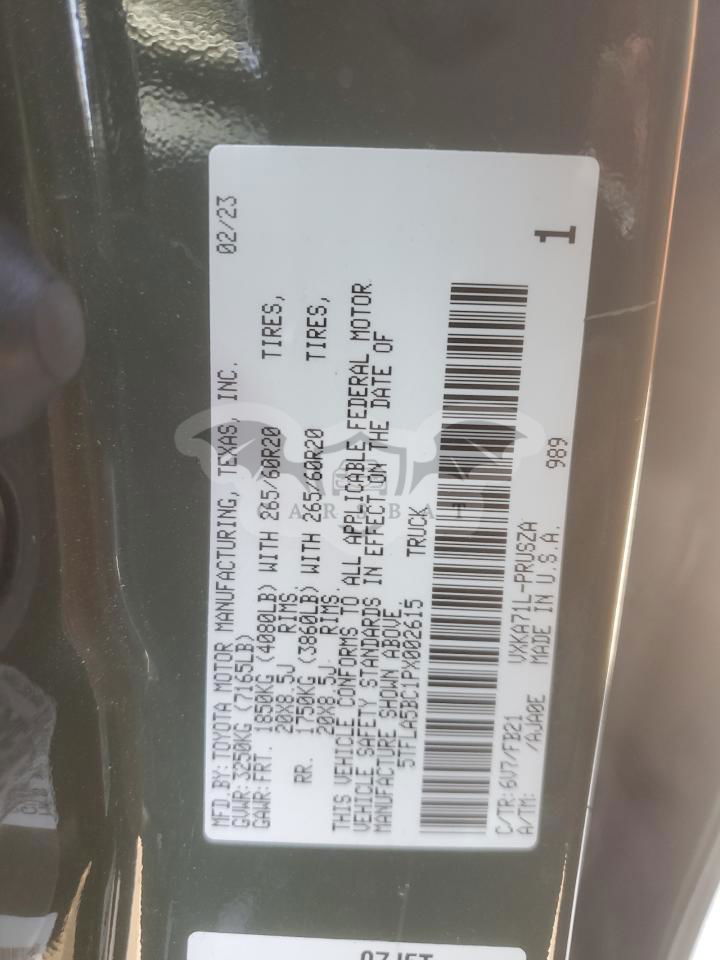 MFD. BY: TOYOTA MOTOR MANUFACTURING, TEXAS, INC. 02/23
GVWR: 3250KG (7165LB)
GAWR: FRT. 1850KG (4080LB) WITH 265/60R20 TIRES,
20X8.5J RIMS.
RR. 1750KG (3860LB) WITH 265/60R20 TIRES,
20X8.5J RIMS.
THIS VEHICLE CONFORMS TO ALL APPLICABLE FEDERAL MOTOR
VEHICLE SAFETY STANDARDS IN EFFECT ON THE DATE OF
MANUFACTURE SHOWN ABOVE.
5TFLA5BC1PX002615 TRUCK
C/TR: 6V7/FB21 VXKA71L-PRUSZA 989 1
A/TM: /AJA0E MADE IN U.S.A.
CAR BAT